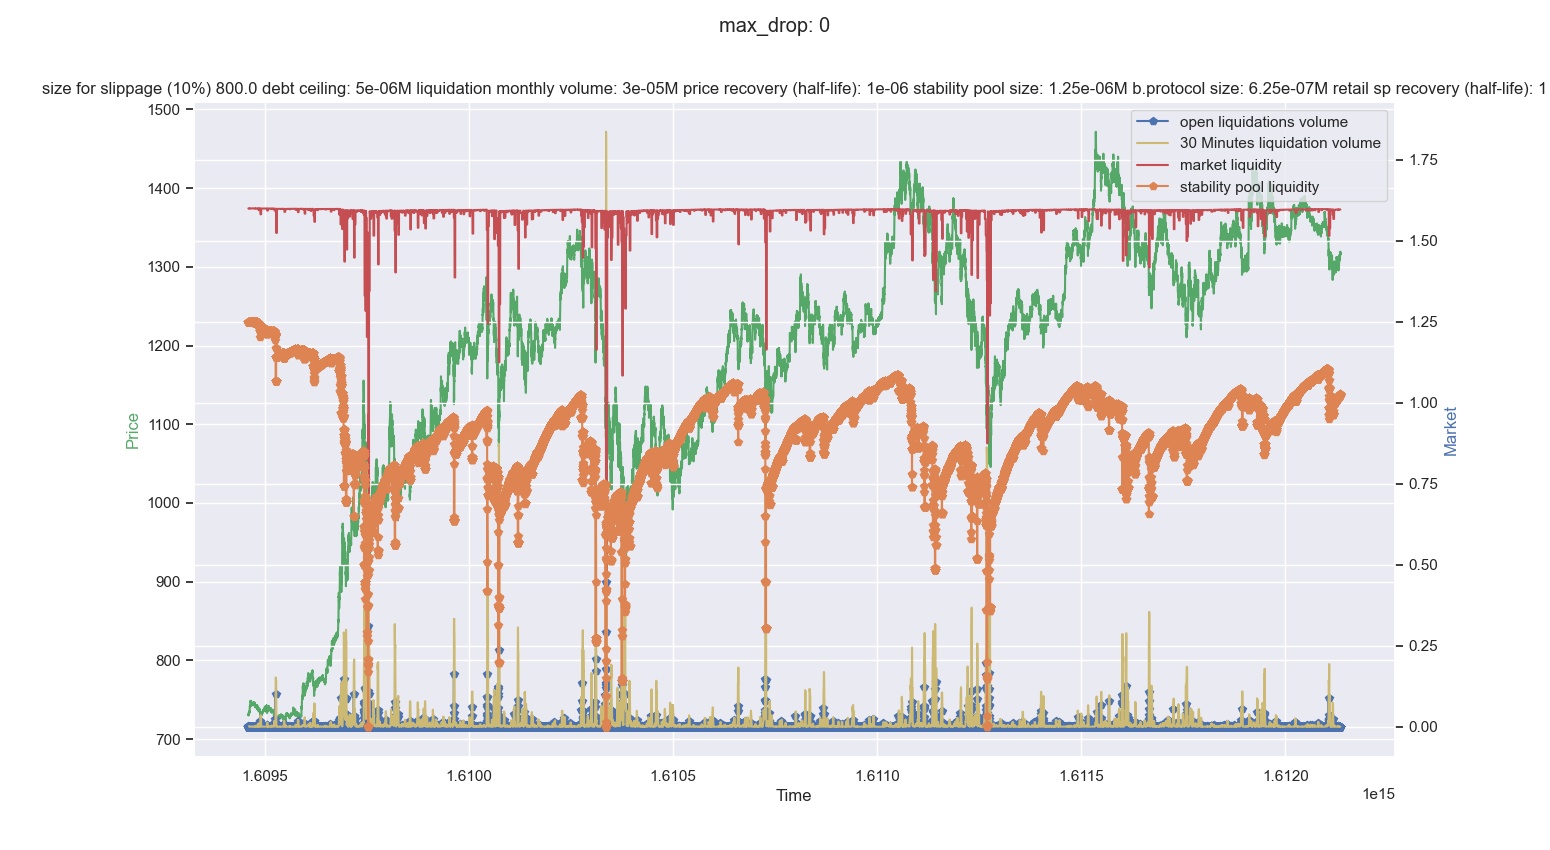 max_drop: 0
size for slippage (10%) 800.0 debt ceiling: 5e-06M liquidation monthly volume: 3e-05M price recovery (half-life): 1e-06 stability pool size: 1.25e-06M b.protocol size: 6.25e-07M retail sp recovery (half-life): 1
1500
1400
1300
1200
1100
1000
900
800
700
Price
open liquidations volume
30 Minutes liquidation volume
market liquidity
stability pool liquidity
1.75
1.50
1.25
1.00
0.75
0.50
0.25
0.00
Market
1.6095
1.6100
1.6105
1.6110
1.6115
1.6120
1e15
Time